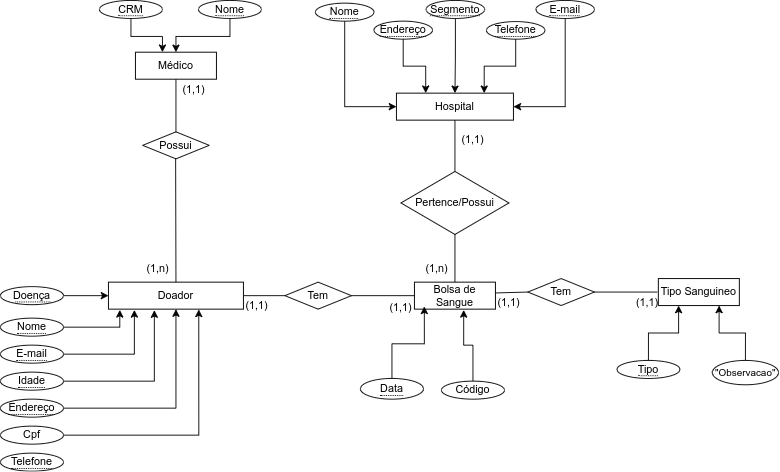 CRM
Nome
Médico
(1,1)
Possui
(1,n)
Nome
Endereço
Segmento
Telefone
E-mail
Hospital
(1,1)
Pertence/Possui
(1,n)
Doença
Nome
E-mail
Idade
Endereço
Cpf
Telefone
Doador
(1,1)
Tem
(1,1)
Bolsa de
Sangue
(1,1)
Data
Código
Tem
(1,1)
Tipo Sanguineo
Tipo
"Observacao"